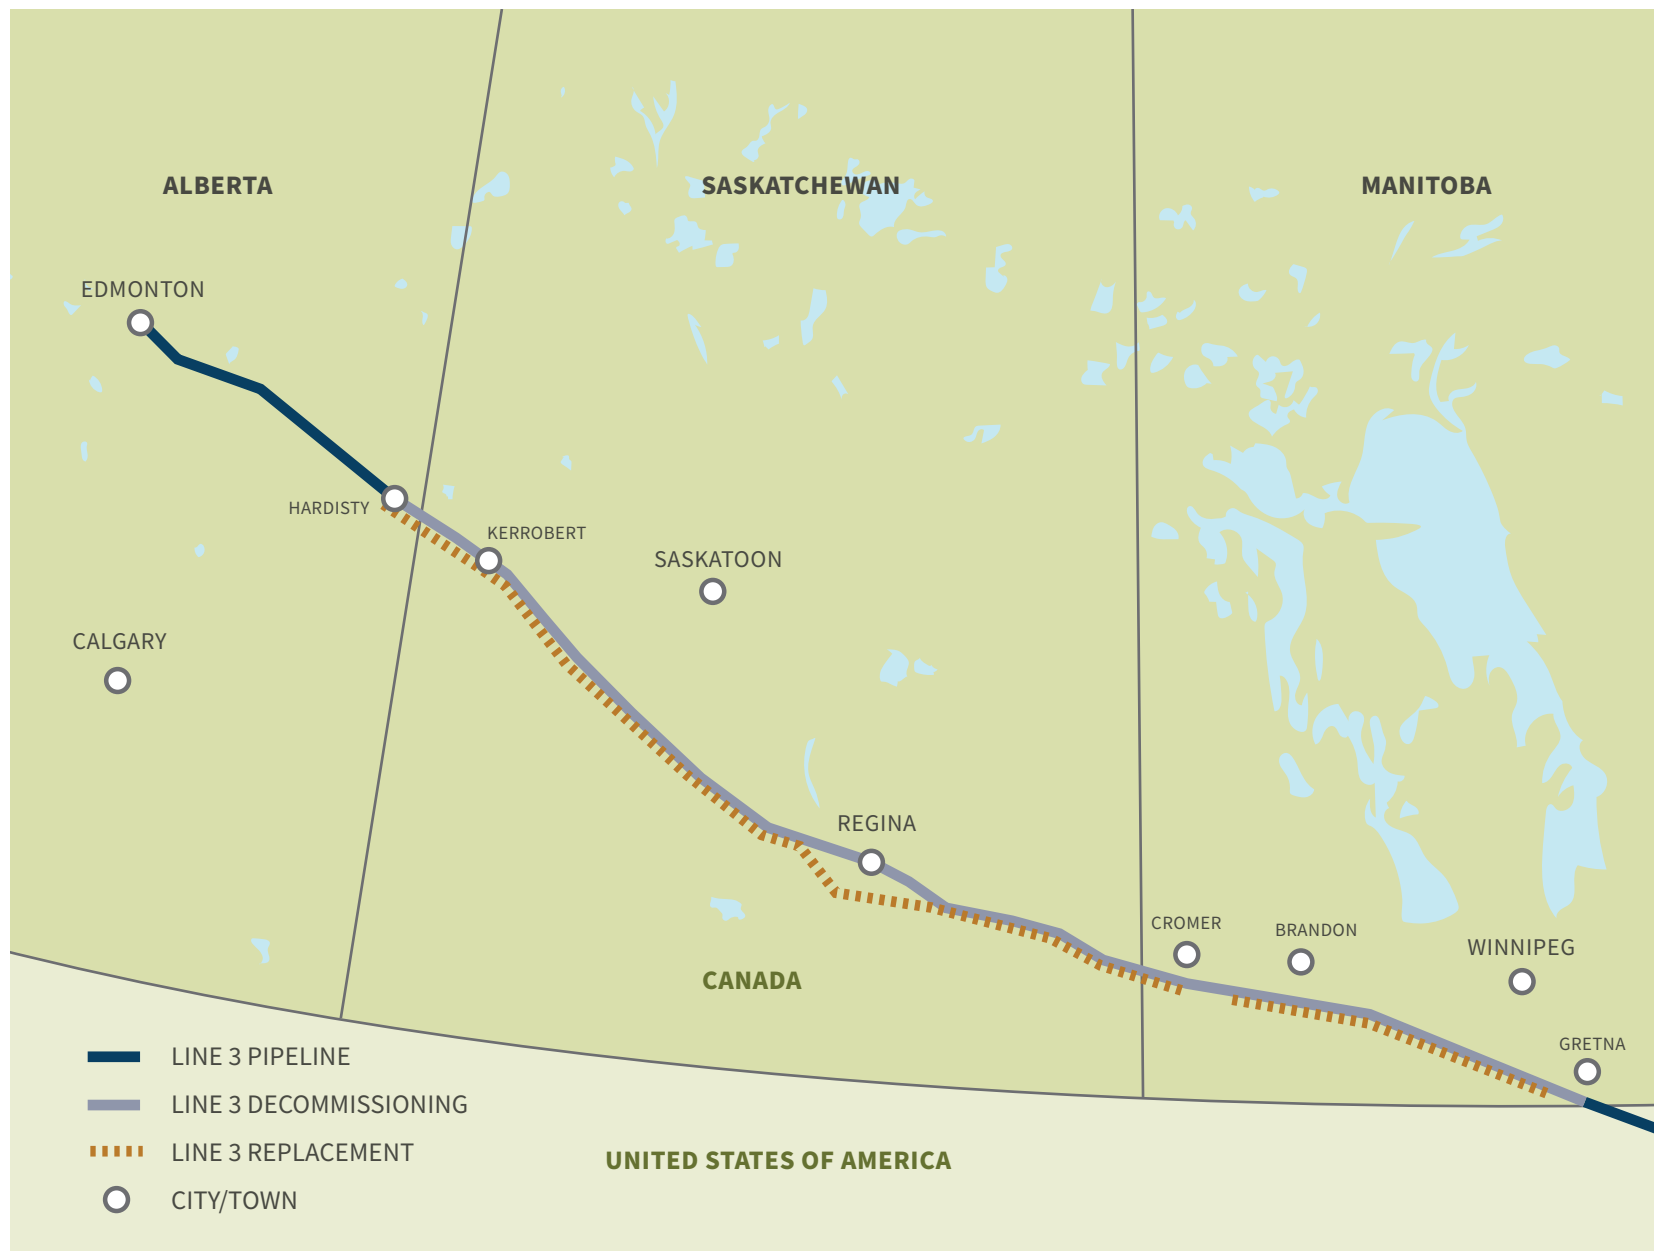 ALBERTA
SASKATCHEWAN
MANITOBA
EDMONTON
HARDISTY
KERROBERT
SASKATOON
CALGARY
REGINA
CROMER
BRANDON
WINNIPEG
CANADA
GRETNA
LINE 3 PIPELINE
LINE 3 DECOMMISSIONING
LINE 3 REPLACEMENT
UNITED STATES OF AMERICA
CITY/TOWN